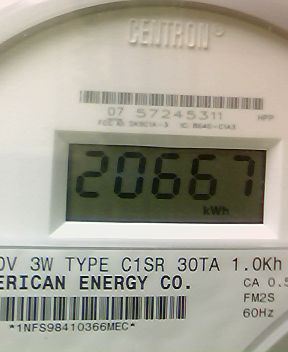 CENTRON®
07 57245311
HPP
20667
kWh
0V 3W TYPE C1SR 30TA 1.0Kh
ERICAN ENERGY CO.
CA 0.5
FM2S
60Hz
*1NFS98410366MEC*